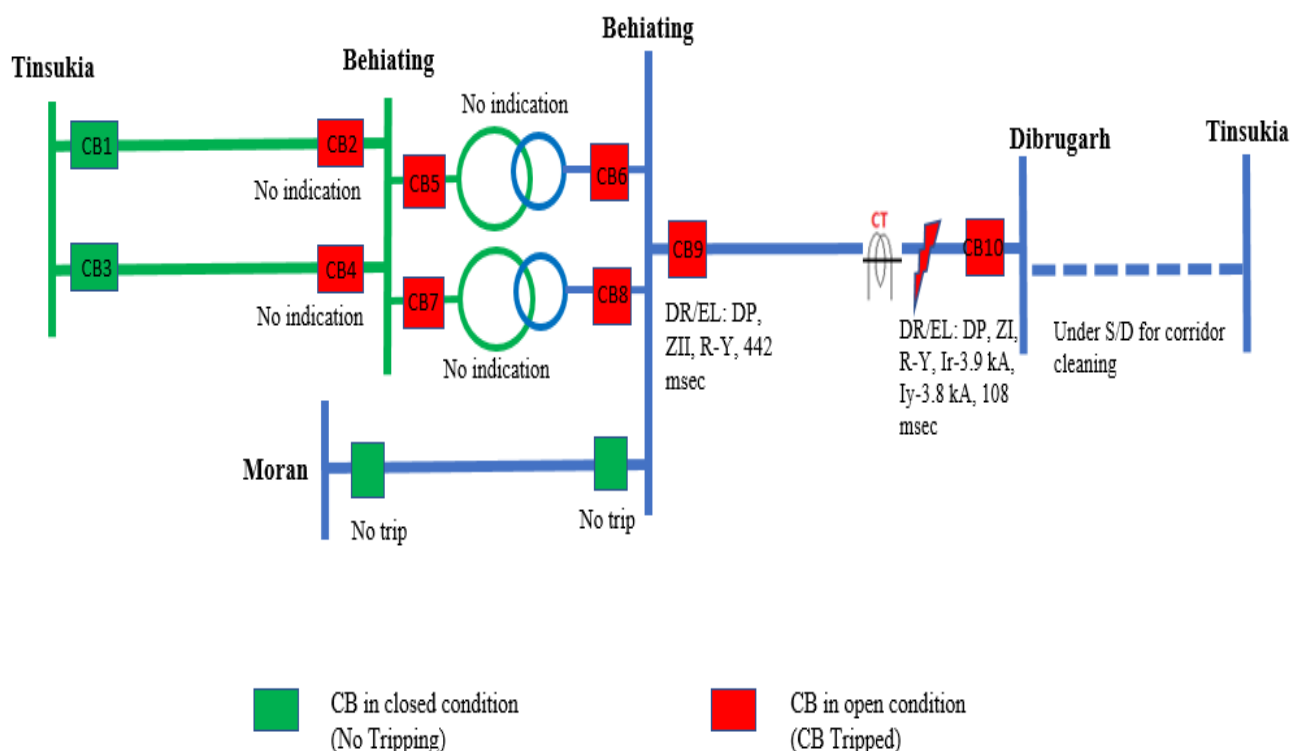 Behiating
Tinsukia
Behiating
No indication
Dibrugarh
Tinsukia
CB1
CB2
CB5
CB6
No indication
CT
CB9
CB10
CB3
CB4
CB7
CB8
No indication
No indication
DR/EL: DP,
ZII, R-Y, 442
msec
DR/EL: DP, ZI,
R-Y, Ir-3.9 kA,
Iy-3.8 kA, 108
msec
Under S/D for corridor
cleaning
Moran
No trip
No trip
CB in closed condition
(No Tripping)
CB in open condition
(CB Tripped)